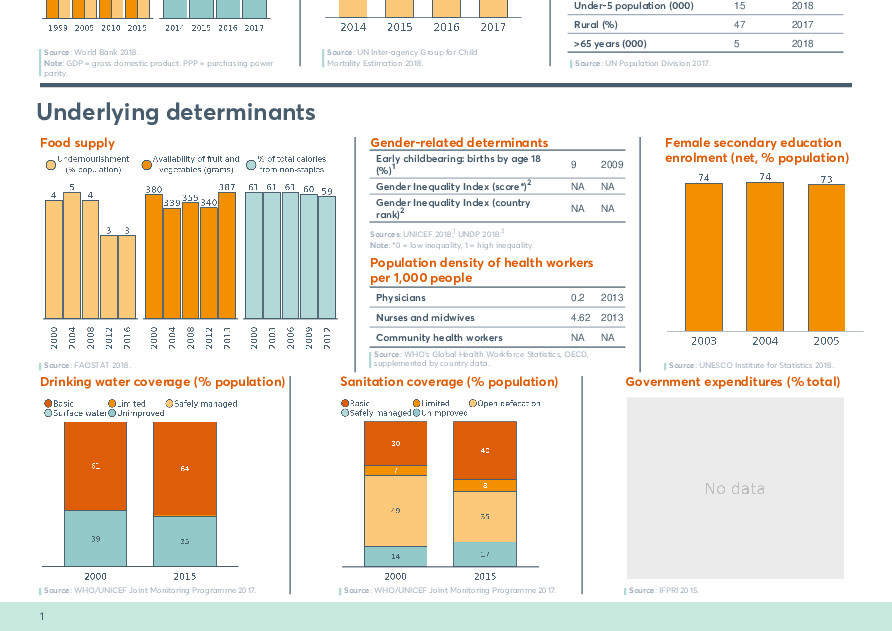 1999 2005 2010 2015
2014 2015 2016 2017
Source: World Bank 2018.
Note: GDP = gross domestic product. PPP = purchasing power
parity.
2014 2015 2016 2017
Source: UN Inter-agency Group for Child
Mortality Estimation 2018.
Under-5 population (000) 15 2018
Rural (%) 47 2017
>65 years (000) 5 2018
Source: UN Population Division 2017.
Underlying determinants
Food supply
Undernourishment
(% population)
Availability of fruit and
vegetables (grams)
% of total calories
from non-staples
4 5 4 3 3
380 339 355 340 387
61 61 61 60 59
2000 2004 2008 2012 2016
2000 2004 2008 2012
2000 2006 2009
Source: FAOSTAT 2018.
Gender-related determinants
Early childbearing: births by age 18
(%)1 9 2009
Gender Inequality Index (score*)2 NA NA
Gender Inequality Index (country
rank)2 NA NA
Sources: UNICEF 2018,1 UNDP 2018.2
Note: *0 = low inequality, 1 = high inequality.
Population density of health workers
per 1,000 people
Physicians 0.2 2013
Nurses and midwives 4.62 2013
Community health workers NA NA
Source: WHO's Global Health Workforce Statistics, OECD,
supplemented by country data.
Female secondary education
enrolment (net, % population)
74 74 73
2003 2004 2005
Source: UNESCO Institute for Statistics 2018.
Drinking water coverage (% population)
Basic Limited Safely managed
Surface water Unimproved
61 64
39 35
2000 2015
Source: WHO/UNICEF Joint Monitoring Programme 2017.
Sanitation coverage (% population)
Basic Limited Open defecation
Safely managed Unimproved
30 40
7 8
49 35
14 17
2000 2015
Source: WHO/UNICEF Joint Monitoring Programme 2017.
Government expenditures (% total)
No data
Source: IFPRI 2015.
1